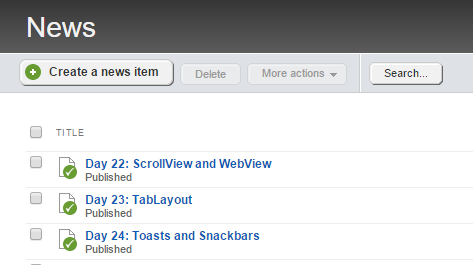 News
Create a news item Delete More actions Search...
TITLE
Day 22: ScrollView and WebView
Published
Day 23: TabLayout
Published
Day 24: Toasts and Snackbars
Published